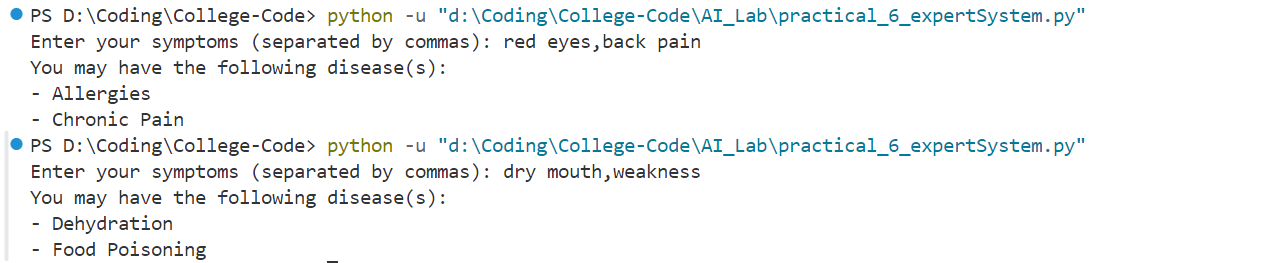 PS D:\Coding\College-Code> python -u "d:\Coding\College-Code\AI_Lab\practical_6_expertSystem.py"
Enter your symptoms (separated by commas): red eyes,back pain
You may have the following disease(s):
- Allergies
- Chronic Pain
PS D:\Coding\College-Code> python -u "d:\Coding\College-Code\AI_Lab\practical_6_expertSystem.py"
Enter your symptoms (separated by commas): dry mouth,weakness
You may have the following disease(s):
- Dehydration
- Food Poisoning